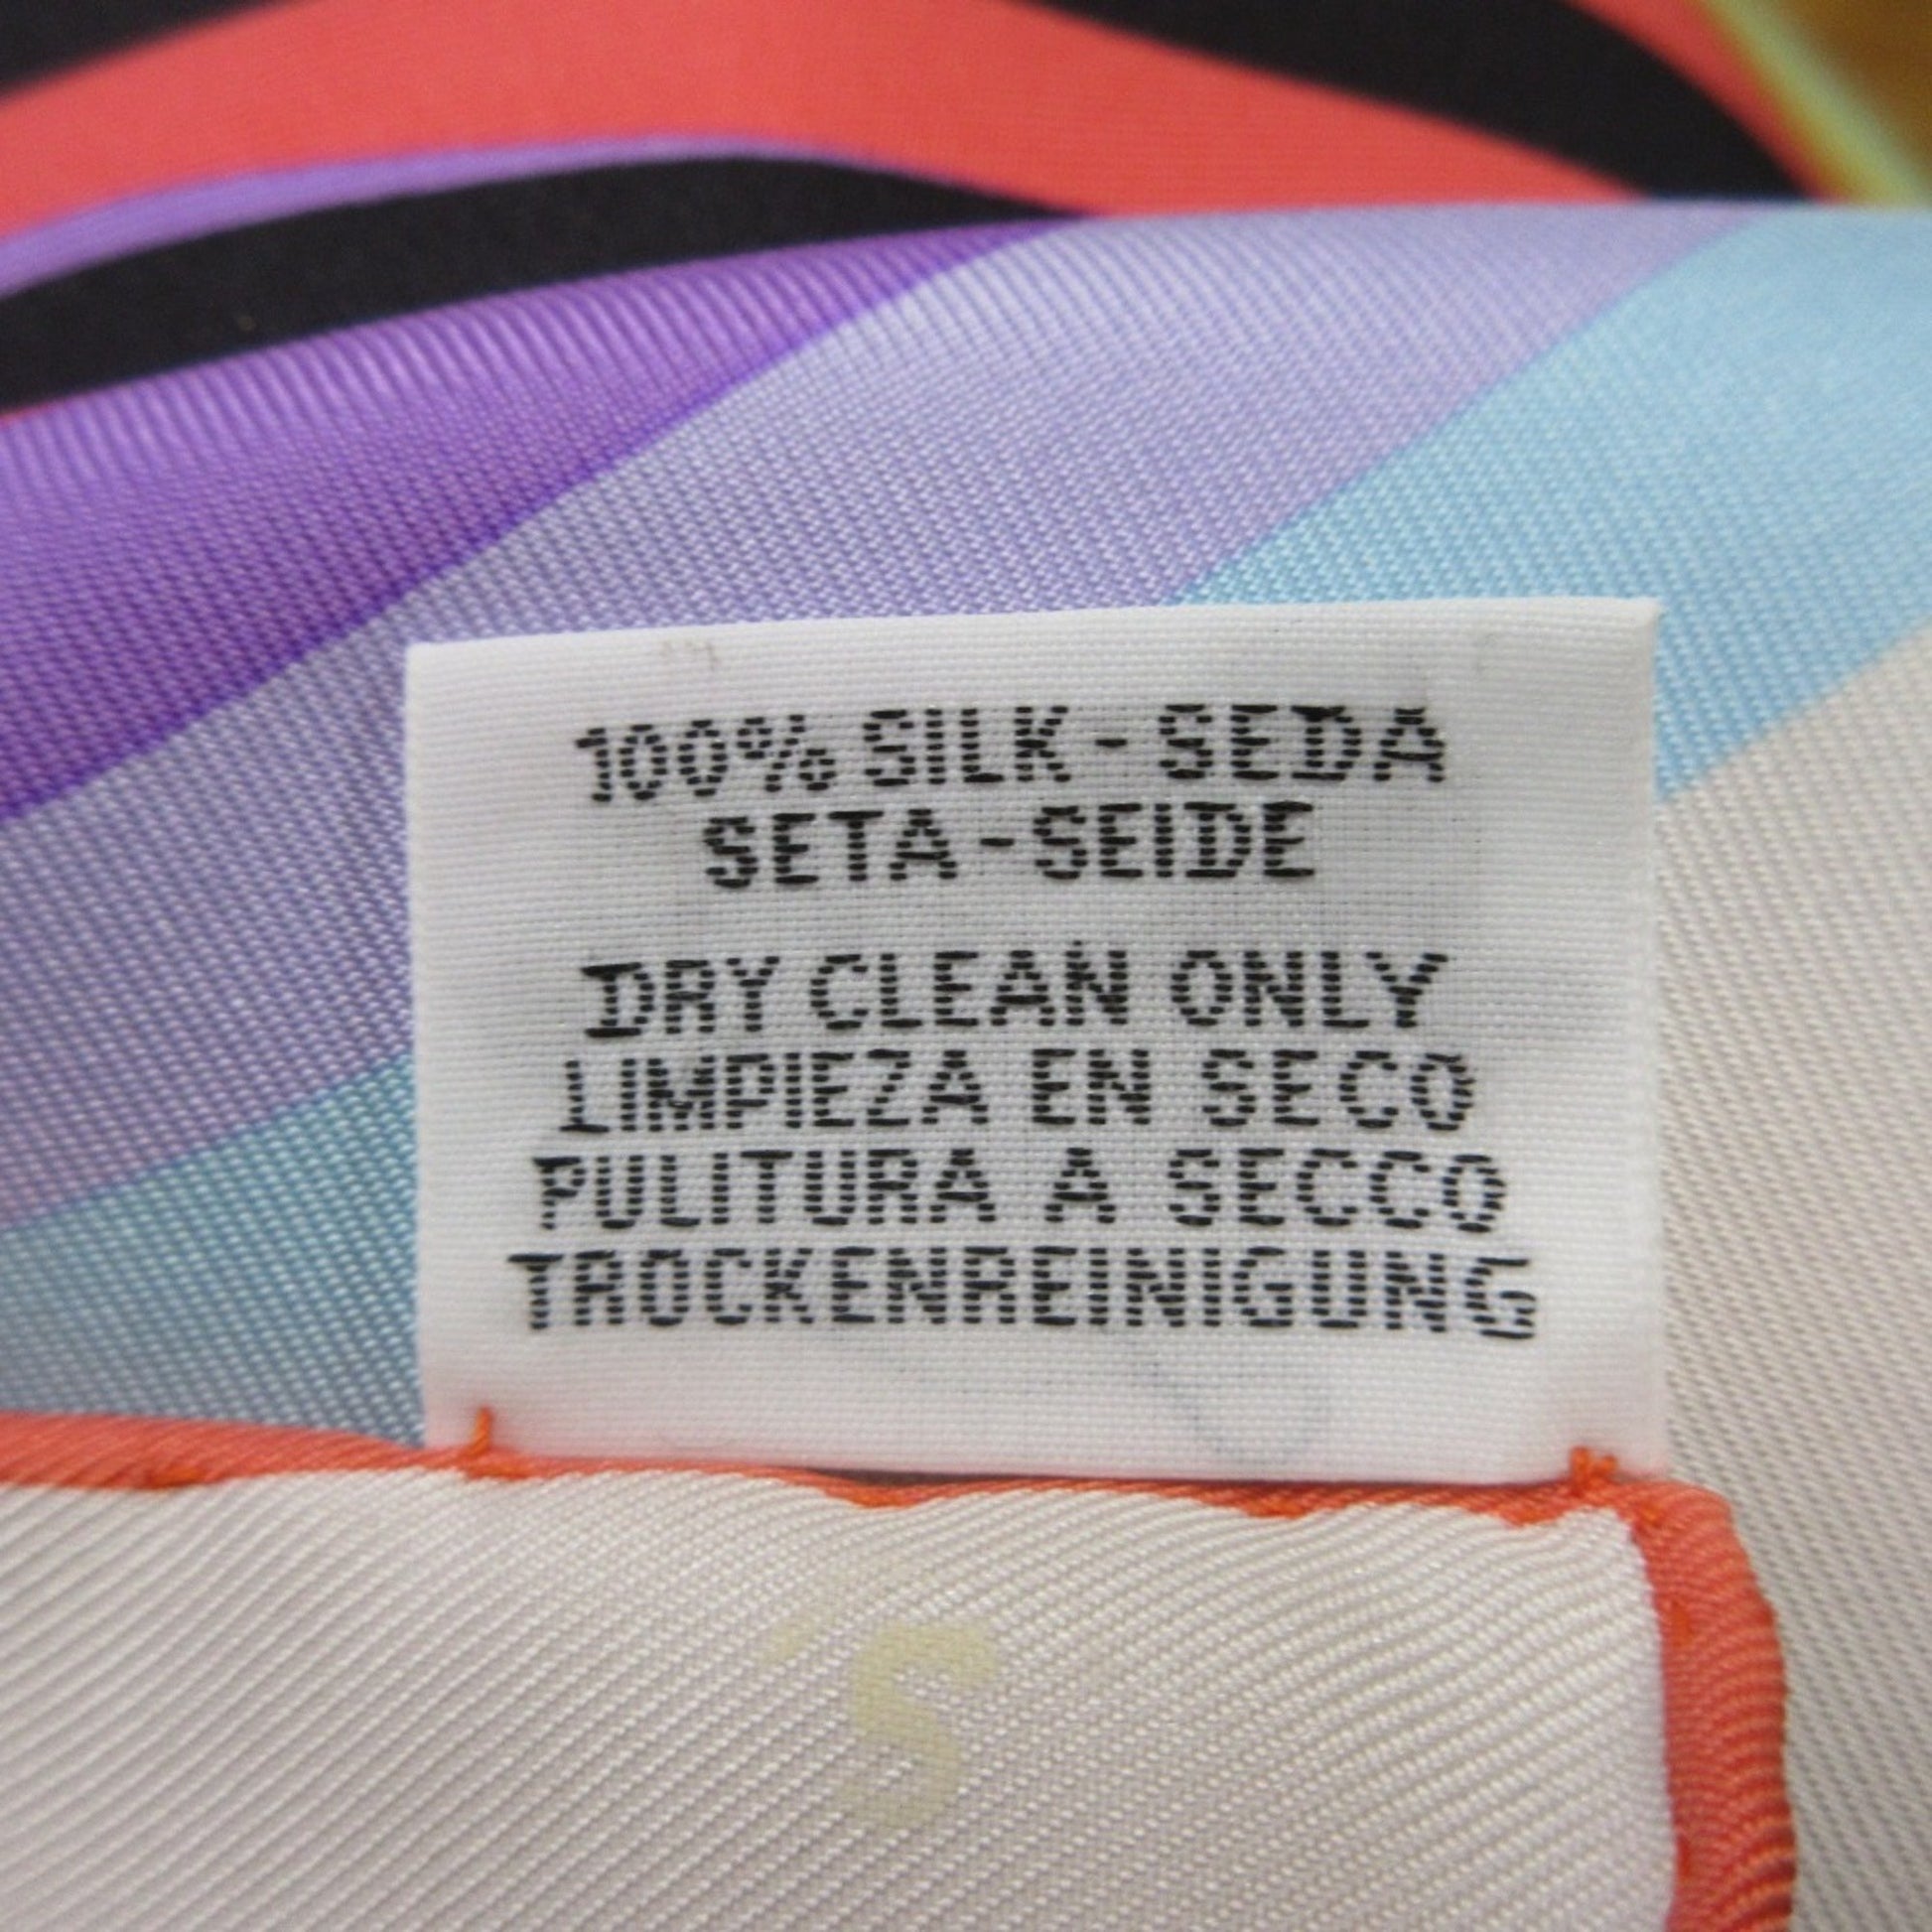 100% SILK - SEDA
SETA - SEIDE
DRY CLEAN ONLY
LIMPIEZA EN SECO
PULITURA A SECCO
TROCKENREINIGUNG